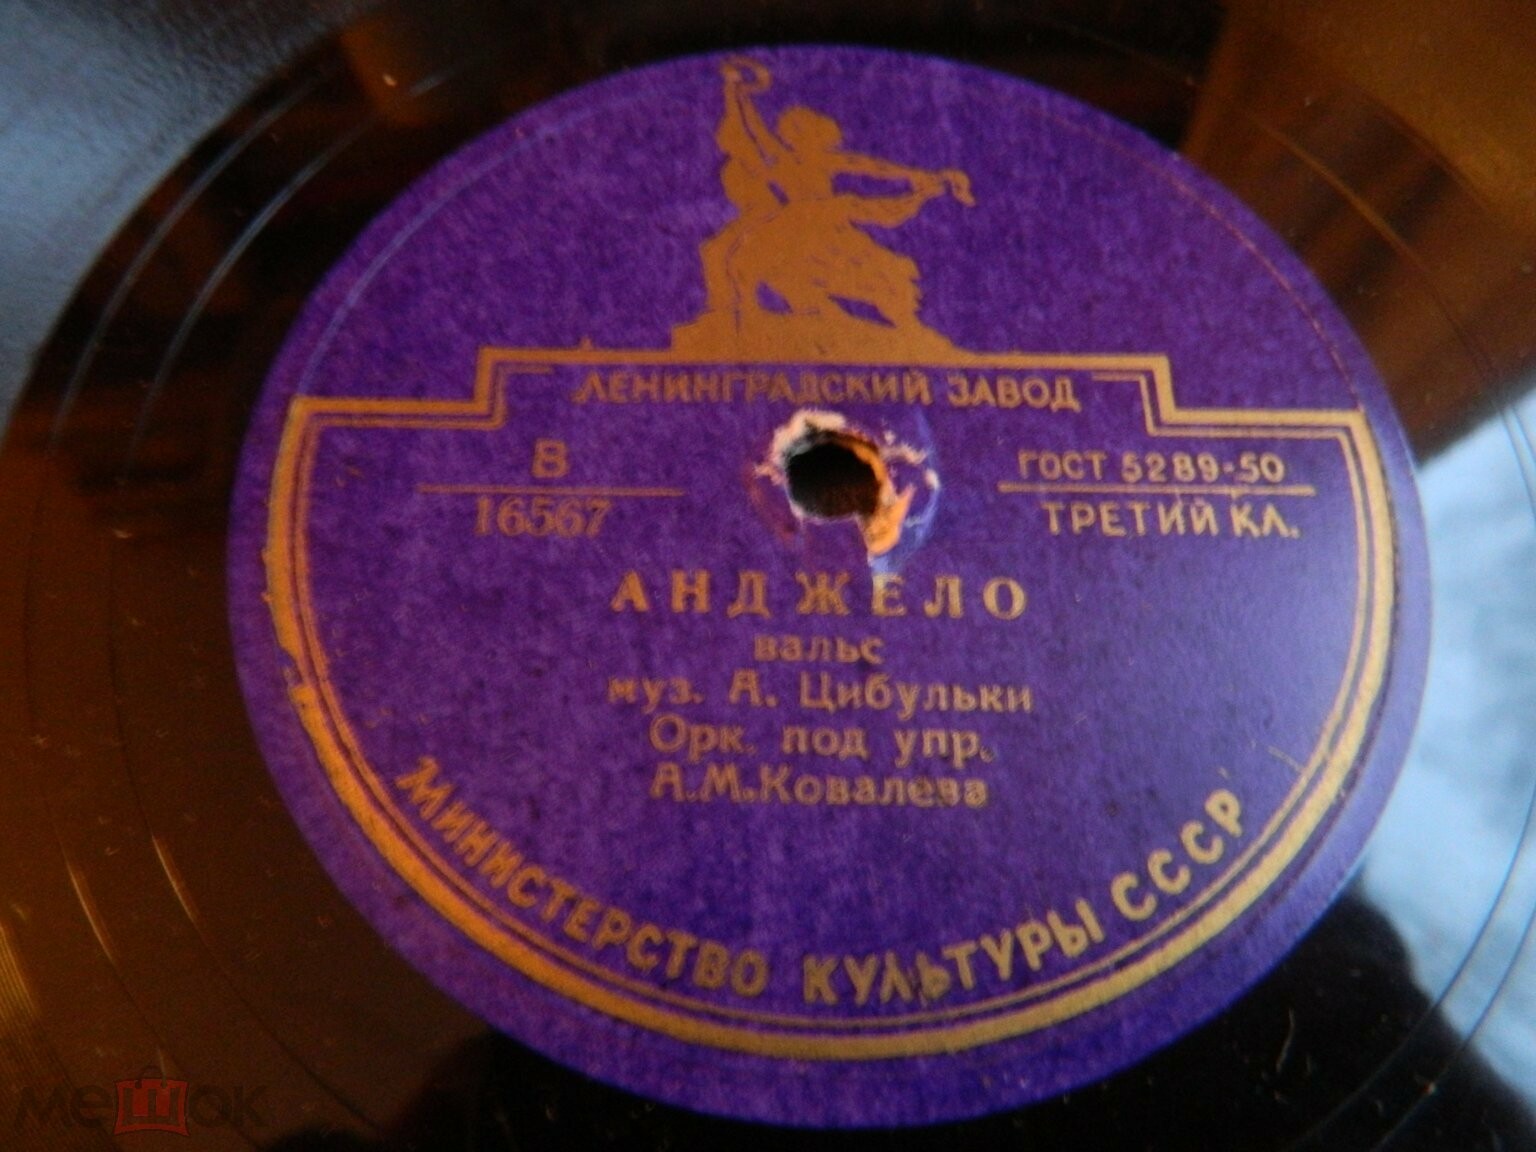 ЛЕНИНГРАДСКИЙ ЗАВОД
В
16567
ГОСТ 5289-50
ТРЕТИЙ КЛ.
АНДЖЕЛО
вальс
муз. А. Цибульки
Орк. под упр.
А.М.Ковалева
МИНИСТЕРСТВО КУЛЬТУРЫ СССР
мешок